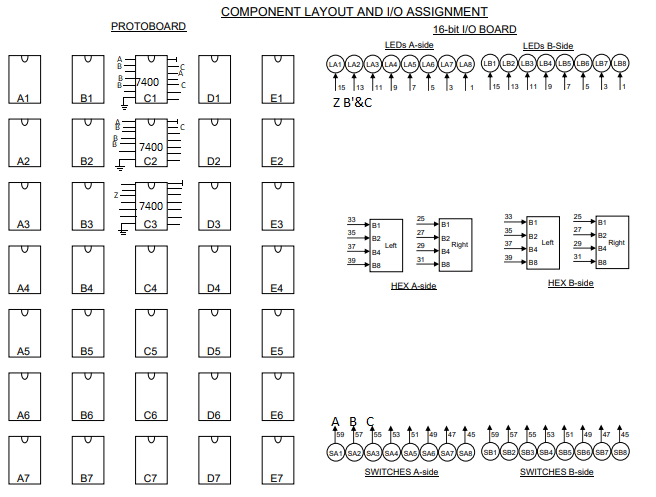 COMPONENT LAYOUT AND I/O ASSIGNMENT
PROTOBOARD
16-bit I/O BOARD
LEDs A-side
LEDs B-Side
LA1 LA2 LA3 LA4 LA5 LA6 LA7 LA8
LB1 LB2 LB3 LB4 LB5 LB6 LB7 LB8
15 13 11 9 7 5 3 1
15 13 11 9 7 5 3 1
Z B'&C
A
B
B
B
7400
C
A
C
A1 B1 C1 D1 E1
A
B
B
B
7400
C
A2 B2 C2 D2 E2
Z
7400
A3 B3 C3 D3 E3
33 B1
35 B2
37 B4
39 B8
Left
25 B1
27 B2
29 B4
31 B8
Right
HEX A-side
33 B1
35 B2
37 B4
39 B8
Left
25 B1
27 B2
29 B4
31 B8
Right
HEX B-side
A4 B4 C4 D4 E4
A5 B5 C5 D5 E5
A6 B6 C6 D6 E6
A7 B7 C7 D7 E7
A B C
59 57 55 53 51 49 47 45
SA1 SA2 SA3 SA4 SA5 SA6 SA7 SA8
SWITCHES A-side
59 57 55 53 51 49 47 45
SB1 SB2 SB3 SB4 SB5 SB6 SB7 SB8
SWITCHES B-side